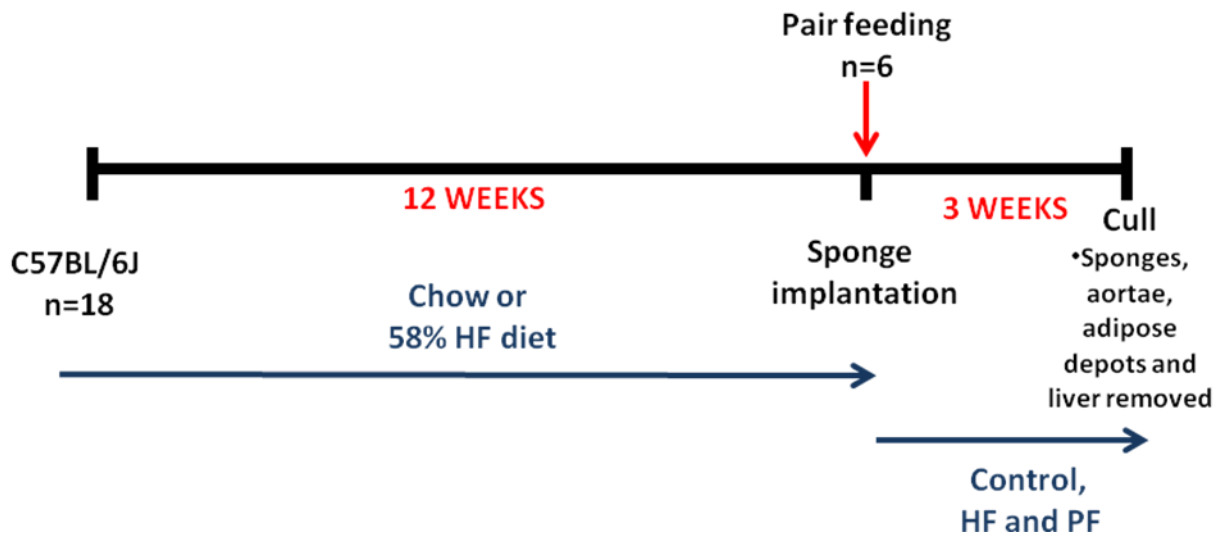 Pair feeding
n=6
12 WEEKS
3 WEEKS
C57BL/6J
n=18
Chow or
58% HF diet
Sponge
implantation
Cull
•Sponges,
aortae,
adipose
depots and
liver removed
Control,
HF and PF